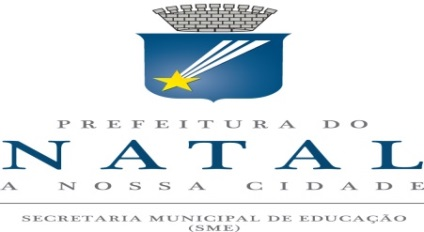 PREFEITURA DO
NATAL
A NOSSA CIDADE
SECRETARIA MUNICIPAL DE EDUCAÇÃO
(SME)